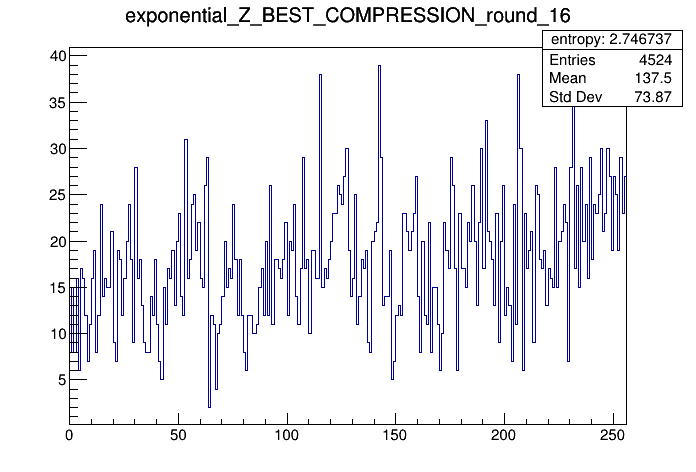 exponential_Z_BEST_COMPRESSION_round_16
entropy: 2.746737
Entries 4524
Mean 137.5
Std Dev 73.87
40
35
30
25
20
15
10
5
0 50 100 150 200 250